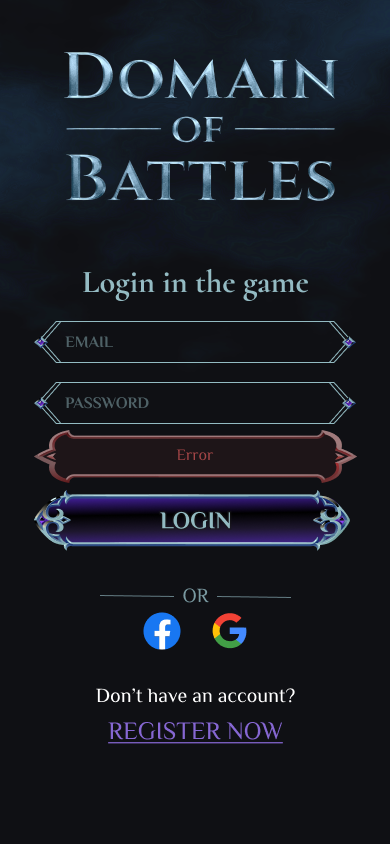 DOMAIN
OF
BATTLES
Login in the game
EMAIL
PASSWORD
Error
LOGIN
OR
Don’t have an account?
REGISTER NOW